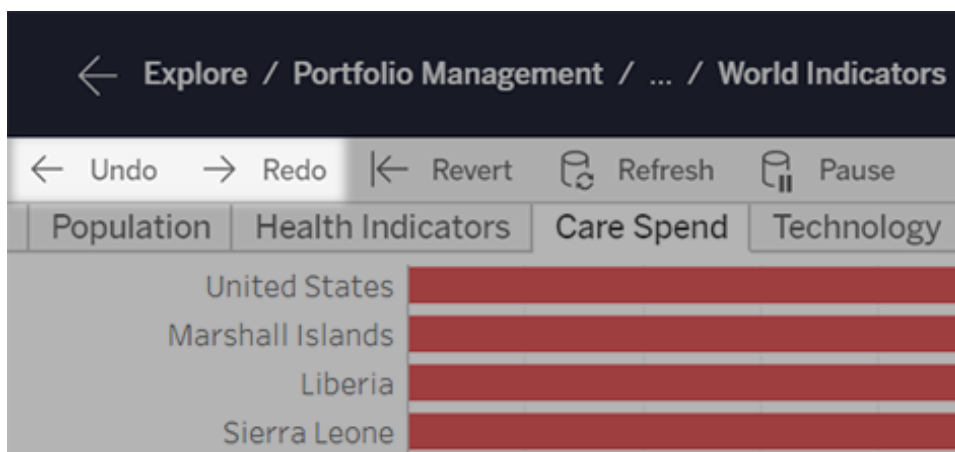 Explore / Portfolio Management / ... / World Indicators
Undo Redo Revert Refresh Pause
Population Health Indicators Care Spend Technology
United States
Marshall Islands
Liberia
Sierra Leone